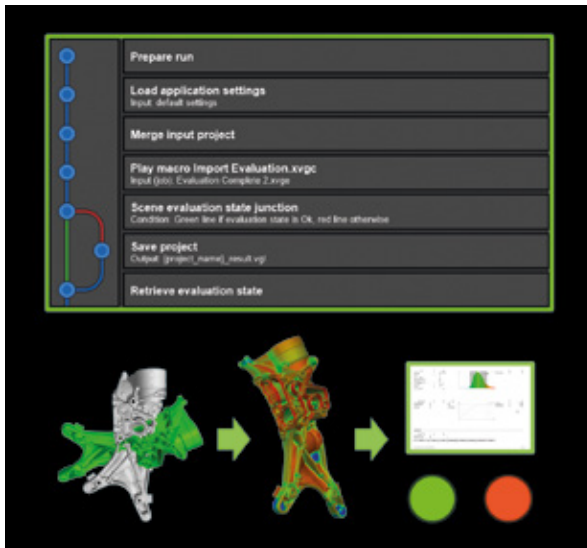 Prepare run
Load application settings
Input: default settings
Merge input project
Play macro Import Evaluation.xvgc
Input (job): Evaluation Complete 2.xvge
Scene evaluation state junction
Condition: Green line if evaluation state is Ok, red line otherwise
Save project
Output: {project_name}_result.vgl
Retrieve evaluation state